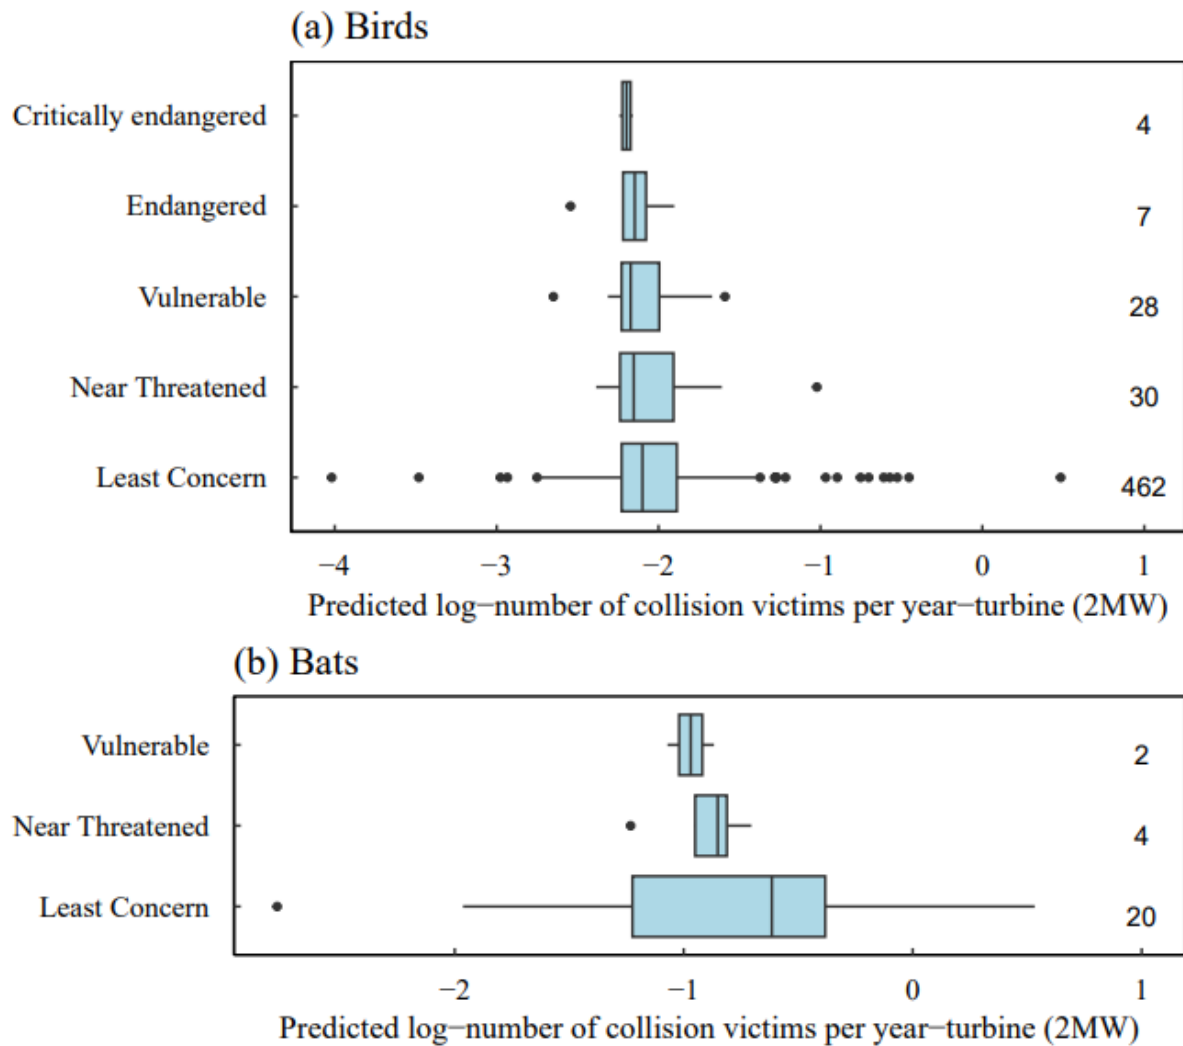 (a) Birds
Critically endangered 4
Endangered 7
Vulnerable 28
Near Threatened 30
Least Concern 462
−4 −3 −2 −1 0 1
Predicted log−number of collision victims per year−turbine (2MW)
(b) Bats
Vulnerable 2
Near Threatened 4
Least Concern 20
−2 −1 0 1
Predicted log−number of collision victims per year−turbine (2MW)